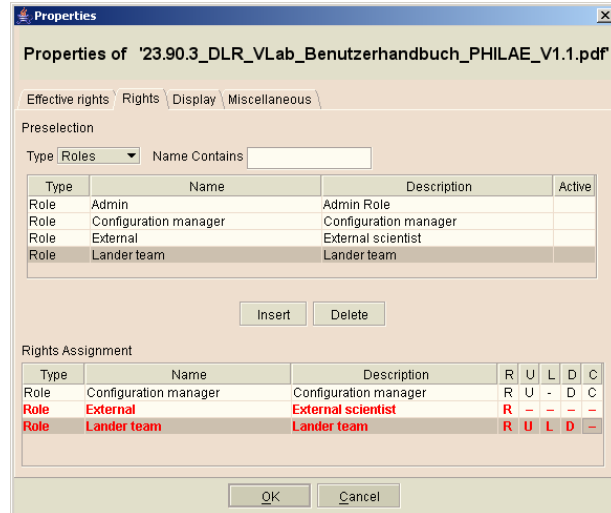 Properties
Properties of '23.90.3_DLR_VLab_Benutzerhandbuch_PHILAE_V1.1.pdf'
Effective rights Rights Display Miscellaneous
Preselection
Type Roles Name Contains
Type Name Description Active
Role Admin Admin Role
Role Configuration manager Configuration manager
Role External External scientist
Role Lander team Lander team
Insert Delete
Rights Assignment
Type Name Description R U L D C
Role Configuration manager Configuration manager R U - D C
Role External External scientist R – – – –
Role Lander team Lander team R U L D –
OK Cancel